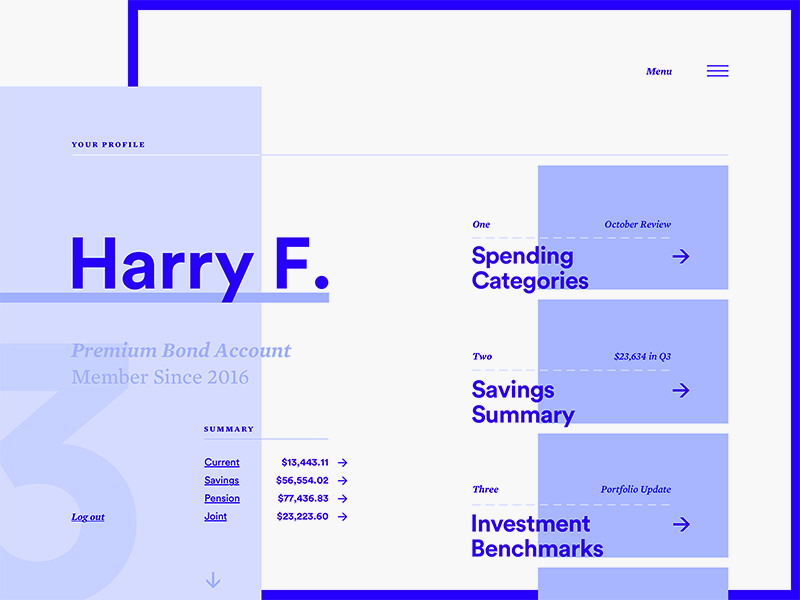 Menu
YOUR PROFILE
Harry F.
Premium Bond Account
Member Since 2016
3
SUMMARY
Current $13,443.11
Savings $56,554.02
Pension $77,436.83
Joint $23,223.60
Log out
One October Review
Spending
Categories
Two $23,634 in Q3
Savings
Summary
Three Portfolio Update
Investment
Benchmarks